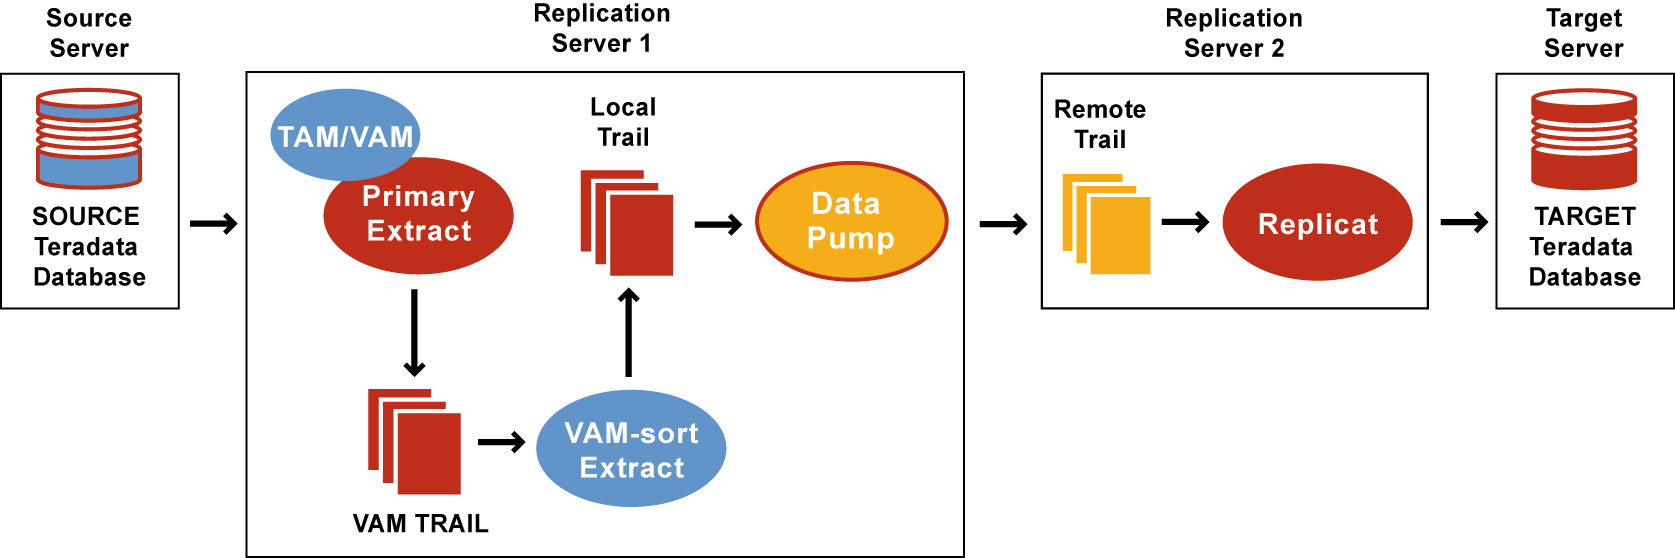 Source
Server
SOURCE
Teradata
Database
Replication
Server 1
TAM/VAM
Primary
Extract
VAM TRAIL
VAM-sort
Extract
Local
Trail
Data
Pump
Replication
Server 2
Remote
Trail
Replicat
Target
Server
TARGET
Teradata
Database